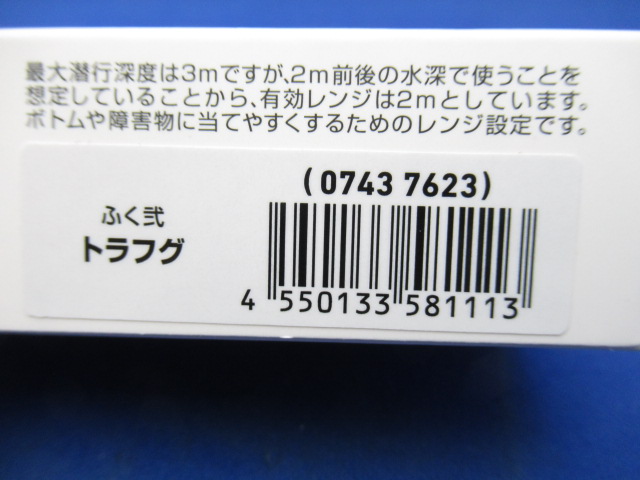 最大潜行深度は3mですが、2m前後の水深で使うことを
想定していることから、有効レンジは2mとしています。
ボトムや障害物に当てやすくするためのレンジ設定です。
(0743 7623)
ふく弐
トラフグ
4 550133 581113